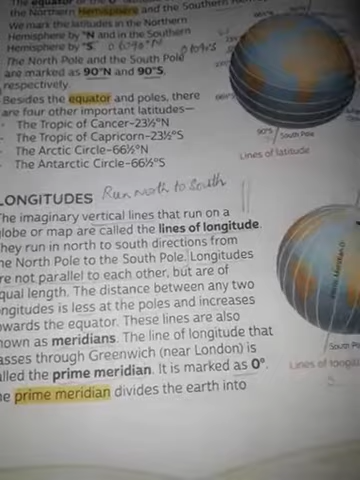 The equator
the Northern Hemisphere and the Southern
We mark the latitudes in the Northern
Hemisphere by °N and in the Southern
Hemisphere by °S.
The North Pole and the South Pole
are marked as 90°N and 90°S,
respectively.
Besides the equator and poles, there
are four other important latitudes—
The Tropic of Cancer–23½°N
The Tropic of Capricorn–23½°S
The Arctic Circle–66½°N
The Antarctic Circle–66½°S
90°S South Pole
Lines of latitude
LONGITUDES Run north to south
The imaginary vertical lines that run on a
globe or map are called the lines of longitude.
They run in north to south directions from
the North Pole to the South Pole. Longitudes
are not parallel to each other, but are of
equal length. The distance between any two
longitudes is less at the poles and increases
towards the equator. These lines are also
known as meridians. The line of longitude that
passes through Greenwich (near London) is
called the prime meridian. It is marked as 0°.
The prime meridian divides the earth into
South
Lines of